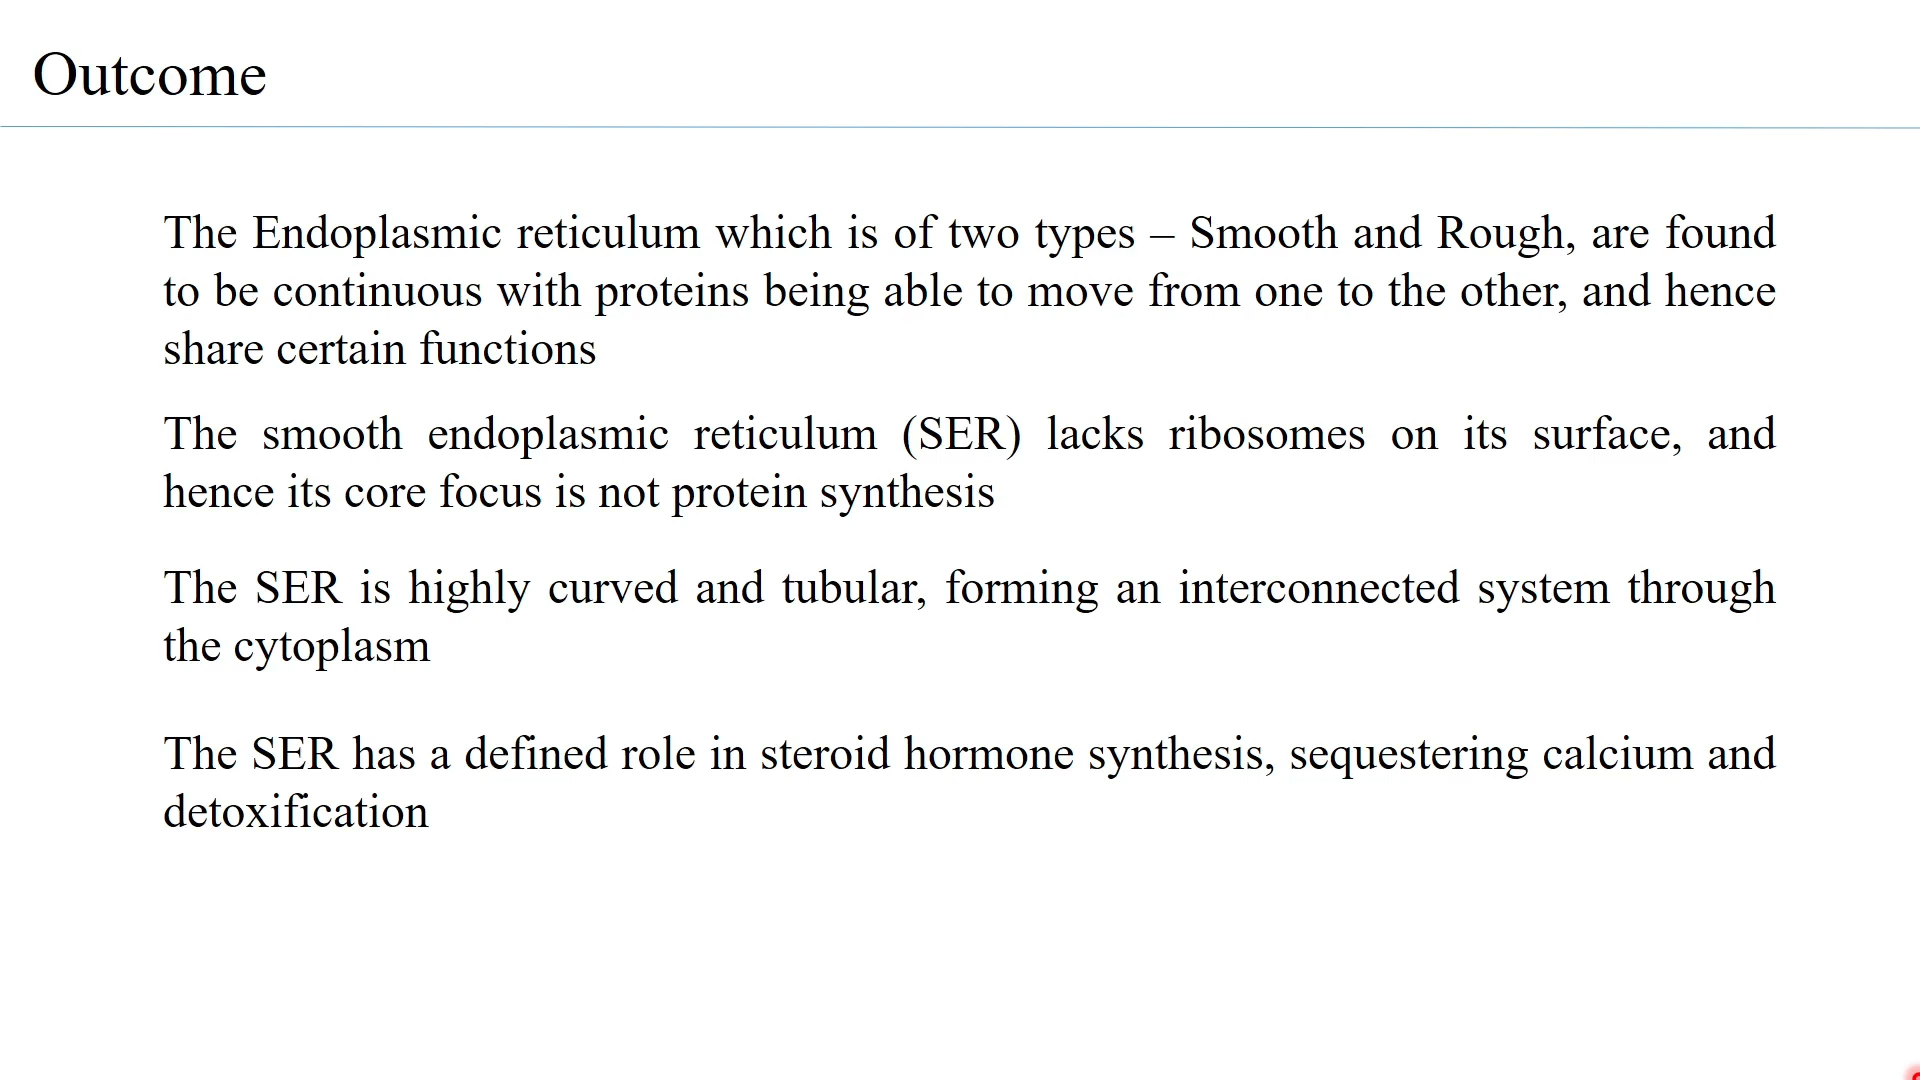 Outcome
The Endoplasmic reticulum which is of two types – Smooth and Rough, are found
to be continuous with proteins being able to move from one to the other, and hence
share certain functions
The smooth endoplasmic reticulum (SER) lacks ribosomes on its surface, and
hence its core focus is not protein synthesis
The SER is highly curved and tubular, forming an interconnected system through
the cytoplasm
The SER has a defined role in steroid hormone synthesis, sequestering calcium and
detoxification